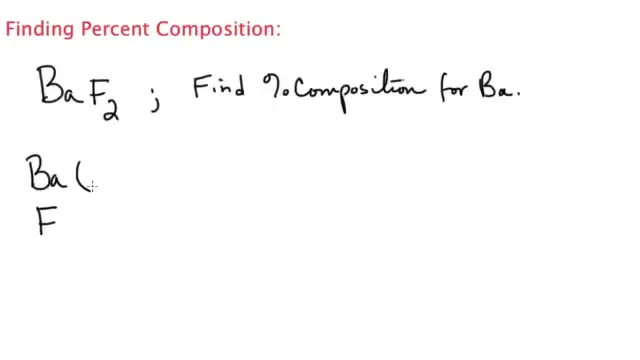 Finding Percent Composition:
BaF₂ ; Find % Composition for Ba.
Ba (
F